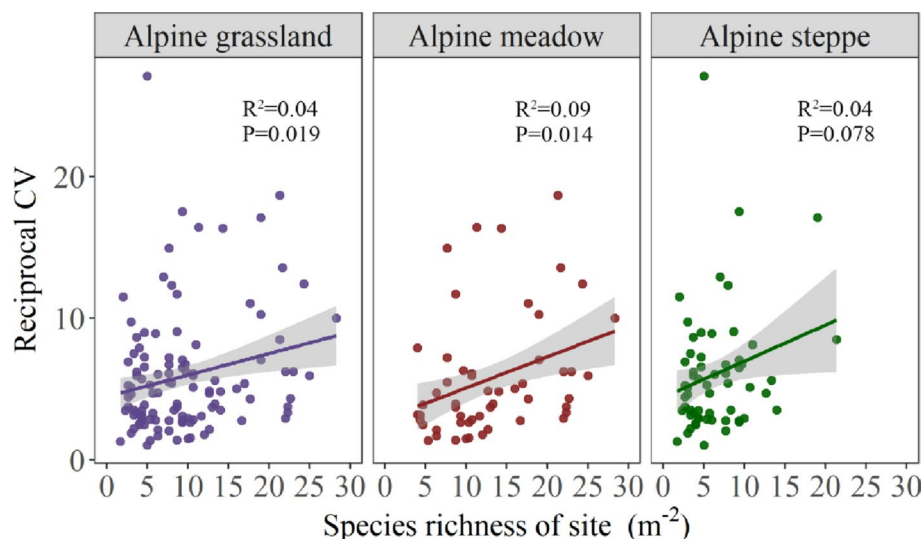 Alpine grassland Alpine meadow Alpine steppe
R²=0.04 R²=0.09 R²=0.04
P=0.019 P=0.014 P=0.078
20
10
0
Reciprocal CV
0 5 10 15 20 25 30 0 5 10 15 20 25 30 0 5 10 15 20 25 30
Species richness of site (m⁻²)